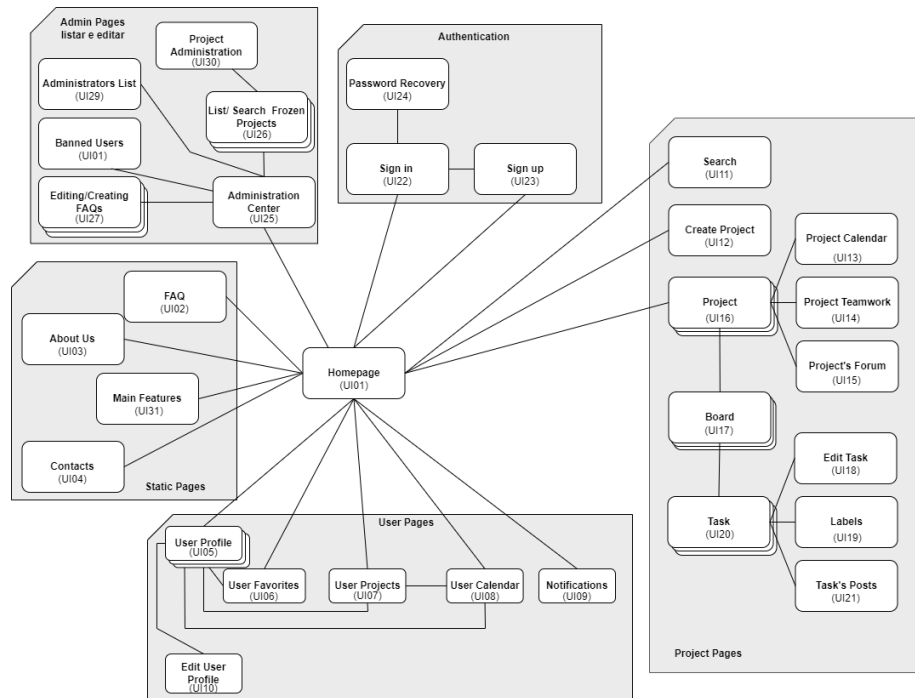 Admin Pages
listar e editar
Project
Administration
(UI30)
Administrators List
(UI29)
List/ Search Frozen
Projects
(UI26)
Banned Users
(UI01)
Editing/Creating
FAQs
(UI27)
Administration
Center
(UI25)
Authentication
Password Recovery
(UI24)
Sign in
(UI22)
Sign up
(UI23)
Search
(UI11)
Create Project
(UI12)
Project Calendar
(UI13)
Project
(UI16)
Project Teamwork
(UI14)
Project's Forum
(UI15)
Board
(UI17)
Edit Task
(UI18)
Task
(UI20)
Labels
(UI19)
Task's Posts
(UI21)
Project Pages
FAQ
(UI02)
About Us
(UI03)
Main Features
(UI31)
Contacts
(UI04)
Static Pages
Homepage
(UI01)
User Pages
User Profile
(UI05)
User Favorites
(UI06)
User Projects
(UI07)
User Calendar
(UI08)
Notifications
(UI09)
Edit User
Profile
(UI10)